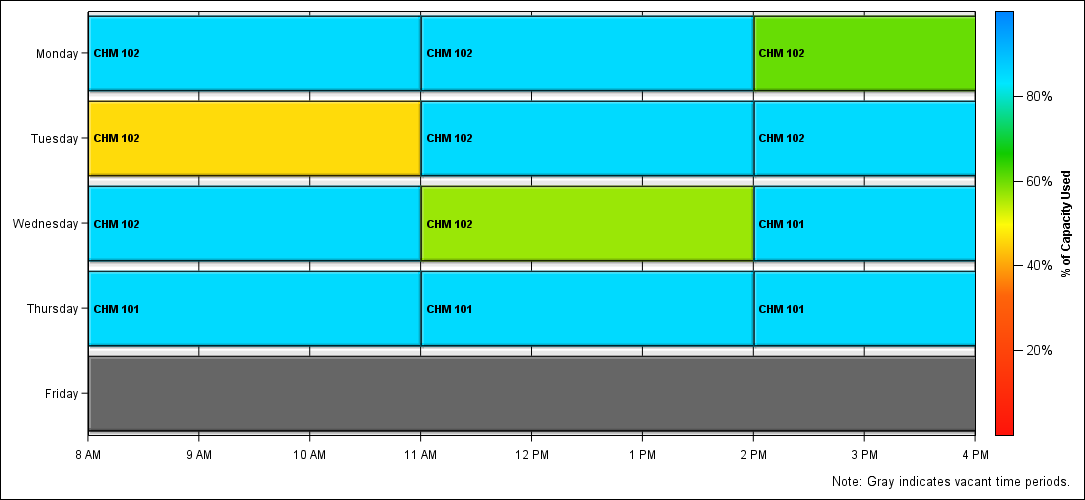 Monday
CHM 102
CHM 102
CHM 102
Tuesday
CHM 102
CHM 102
CHM 102
Wednesday
CHM 102
CHM 102
CHM 101
Thursday
CHM 101
CHM 101
CHM 101
Friday
8 AM 9 AM 10 AM 11 AM 12 PM 1 PM 2 PM 3 PM 4 PM
80%
60%
40%
20%
% of Capacity Used
Note: Gray indicates vacant time periods.